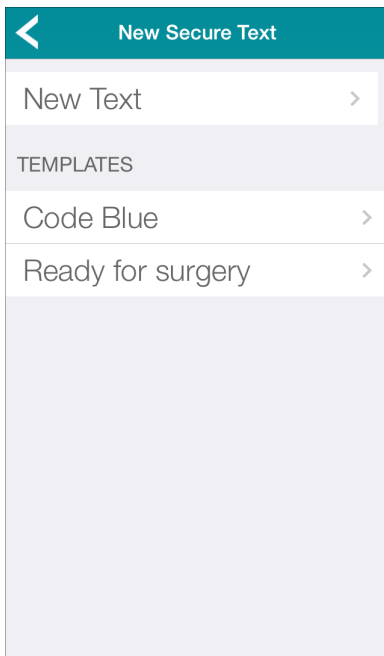 New Secure Text
New Text
TEMPLATES
Code Blue
Ready for surgery